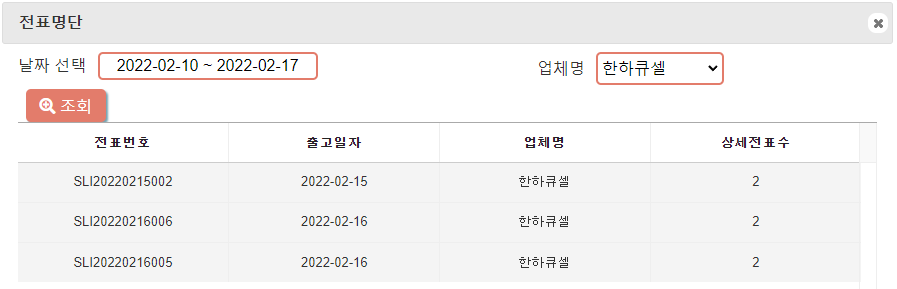 전표명단
날짜 선택 2022-02-10 ~ 2022-02-17 업체명 한하큐셀
조회
전표번호 출고일자 업체명 상세전표수
SLI20220215002 2022-02-15 한하큐셀 2
SLI20220216006 2022-02-16 한하큐셀 2
SLI20220216005 2022-02-16 한하큐셀 2